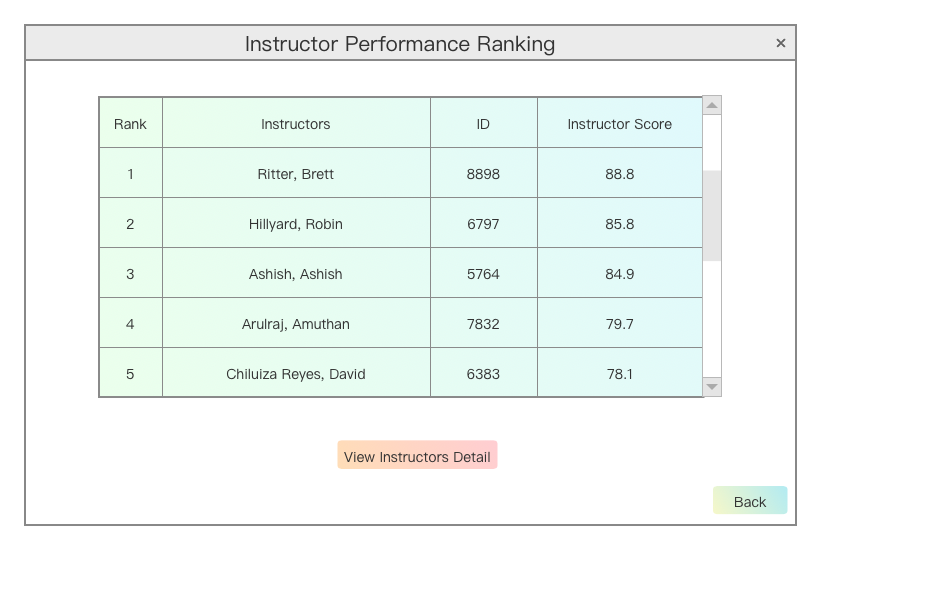 Instructor Performance Ranking ×
Rank Instructors ID Instructor Score
1 Ritter, Brett 8898 88.8
2 Hillyard, Robin 6797 85.8
3 Ashish, Ashish 5764 84.9
4 Arulraj, Amuthan 7832 79.7
5 Chiluiza Reyes, David 6383 78.1
View Instructors Detail
Back